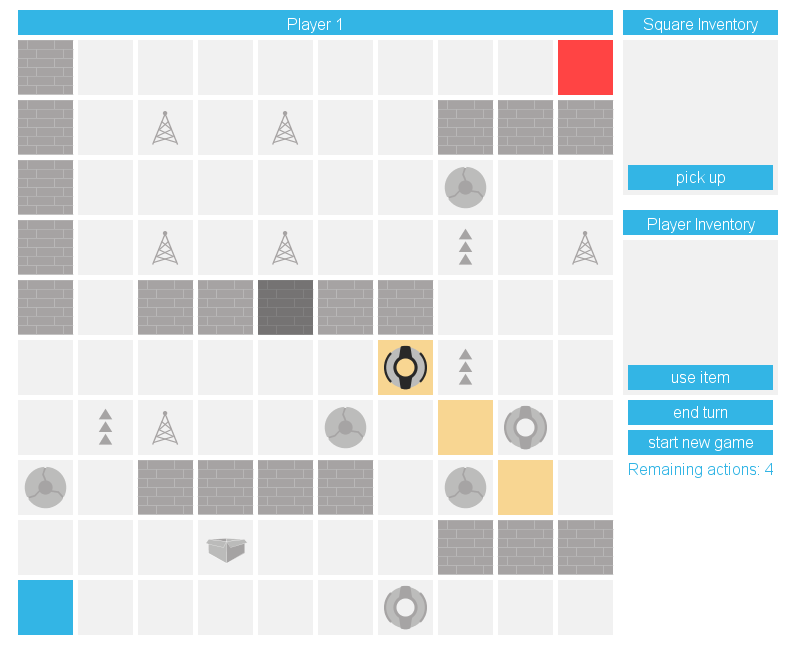 Player 1
Square Inventory
pick up
Player Inventory
use item
end turn
start new game
Remaining actions: 4